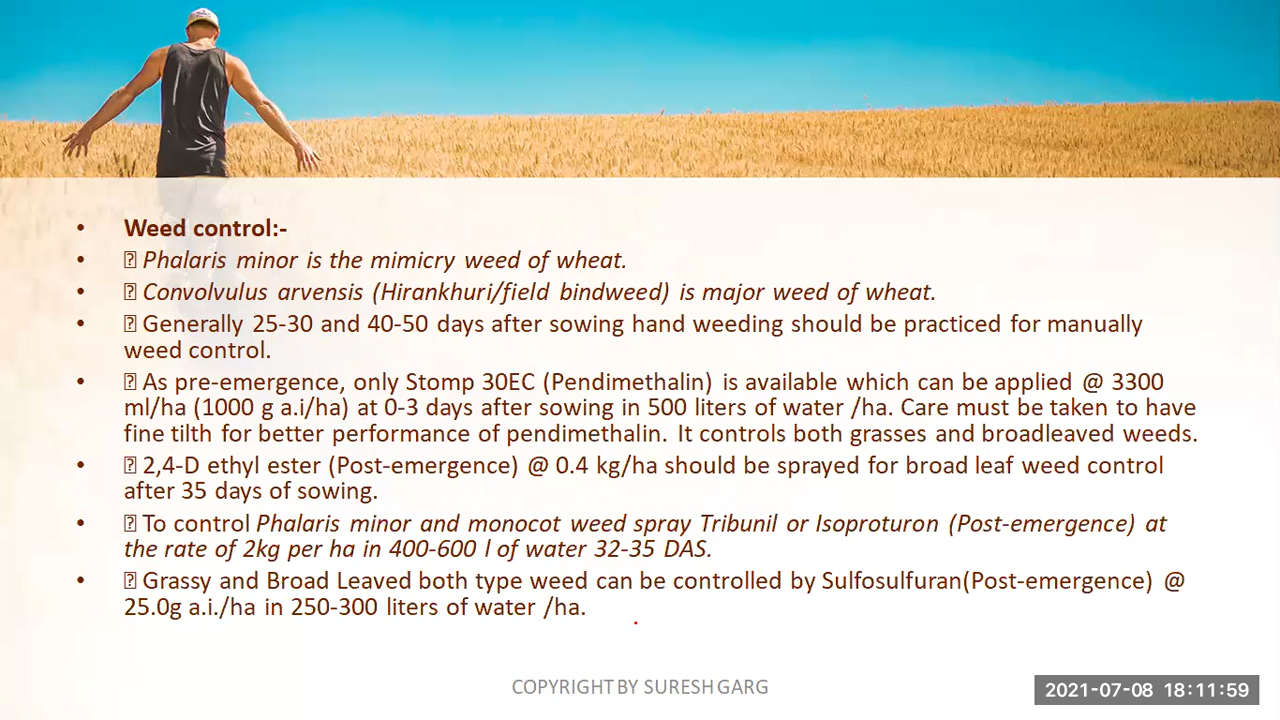 • Weed control:-
• Phalaris minor is the mimicry weed of wheat.
• Convolvulus arvensis (Hirankhuri/field bindweed) is major weed of wheat.
• Generally 25-30 and 40-50 days after sowing hand weeding should be practiced for manually
weed control.
• As pre-emergence, only Stomp 30EC (Pendimethalin) is available which can be applied @ 3300
ml/ha (1000 g a.i/ha) at 0-3 days after sowing in 500 liters of water /ha. Care must be taken to have
fine tilth for better performance of pendimethalin. It controls both grasses and broadleaved weeds.
• 2,4-D ethyl ester (Post-emergence) @ 0.4 kg/ha should be sprayed for broad leaf weed control
after 35 days of sowing.
• To control Phalaris minor and monocot weed spray Tribunil or Isoproturon (Post-emergence) at
the rate of 2kg per ha in 400-600 l of water 32-35 DAS.
• Grassy and Broad Leaved both type weed can be controlled by Sulfosulfuran(Post-emergence) @
25.0g a.i./ha in 250-300 liters of water /ha.
COPYRIGHT BY SURESH GARG
2021-07-08 18:11:59